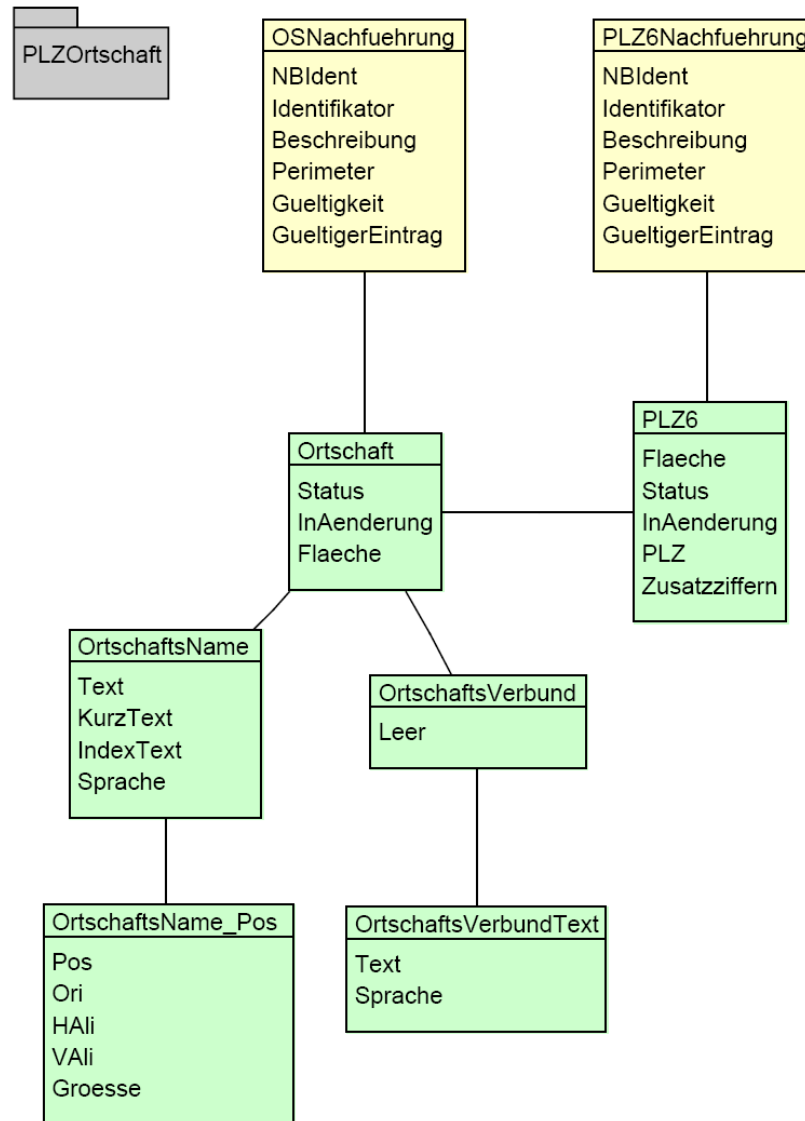 PLZOrtschaft
OSNachfuehrung
NBIdent
Identifikator
Beschreibung
Perimeter
Gueltigkeit
GueltigerEintrag
PLZ6Nachfuehrung
NBIdent
Identifikator
Beschreibung
Perimeter
Gueltigkeit
GueltigerEintrag
Ortschaft
Status
InAenderung
Flaeche
PLZ6
Flaeche
Status
InAenderung
PLZ
Zusatzziffern
OrtschaftsName
Text
KurzText
IndexText
Sprache
OrtschaftsVerbund
Leer
OrtschaftsName_Pos
Pos
Ori
HAli
VAli
Groesse
OrtschaftsVerbundText
Text
Sprache